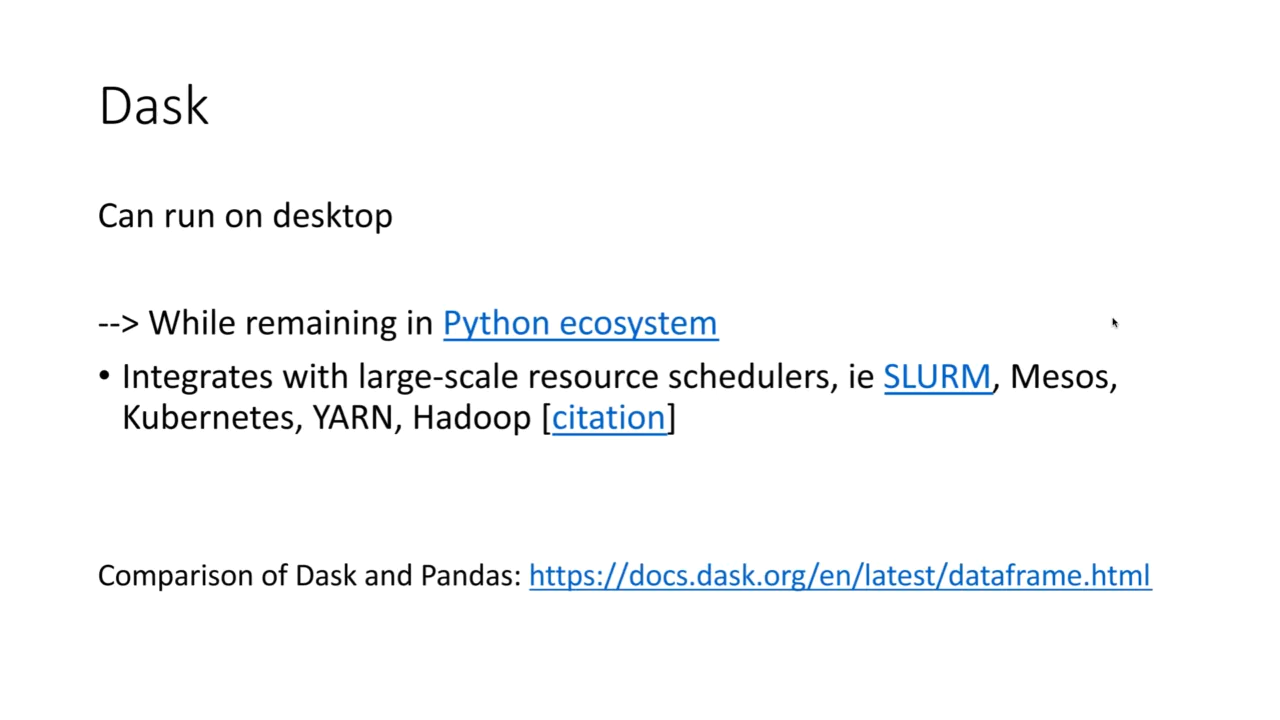 Dask
Can run on desktop
--> While remaining in Python ecosystem
• Integrates with large-scale resource schedulers, ie SLURM, Mesos,
Kubernetes, YARN, Hadoop [citation]
Comparison of Dask and Pandas: https://docs.dask.org/en/latest/dataframe.html